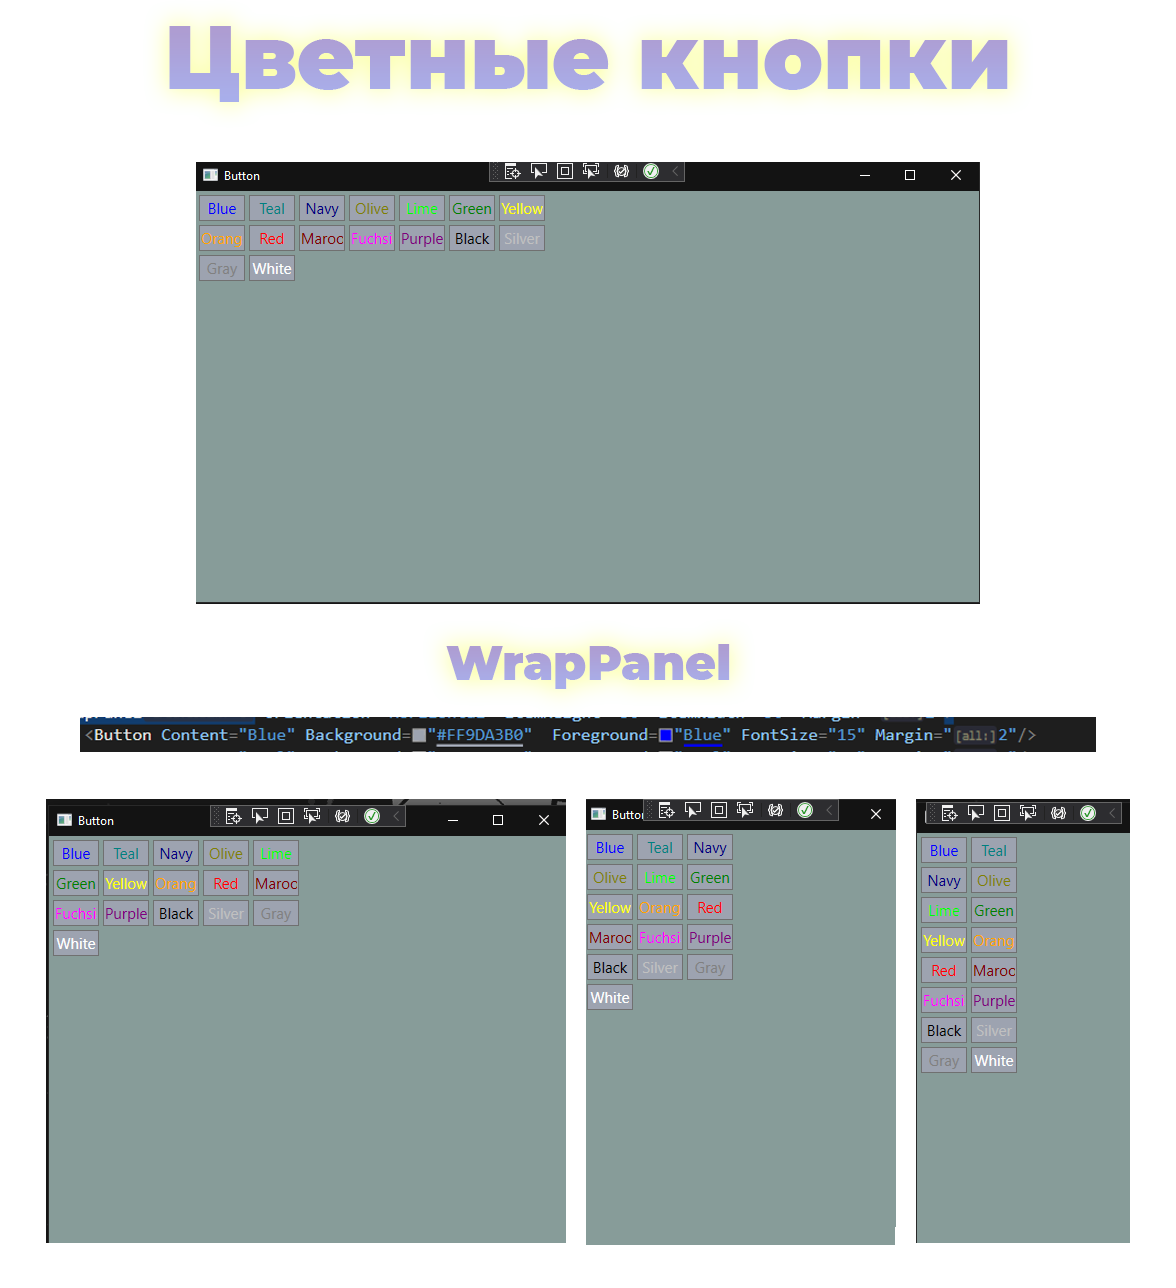 Цветные кнопки
Button
Blue Teal Navy Olive Lime Green Yellow
Orang Red Maroc Fuchsi Purple Black Silver
Gray White
WrapPanel
<Button Content="Blue" Background="#FF9DA3B0" Foreground="Blue" FontSize="15" Margin="[all:]2"/>
Button
Blue Teal Navy Olive Lime
Green Yellow Orang Red Maroc
Fuchsi Purple Black Silver Gray
White
Button
Blue Teal Navy
Olive Lime Green
Yellow Orang Red
Maroc Fuchsi Purple
Black Silver Gray
White
Blue Teal
Navy Olive
Lime Green
Yellow Orang
Red Maroc
Fuchsi Purple
Black Silver
Gray White